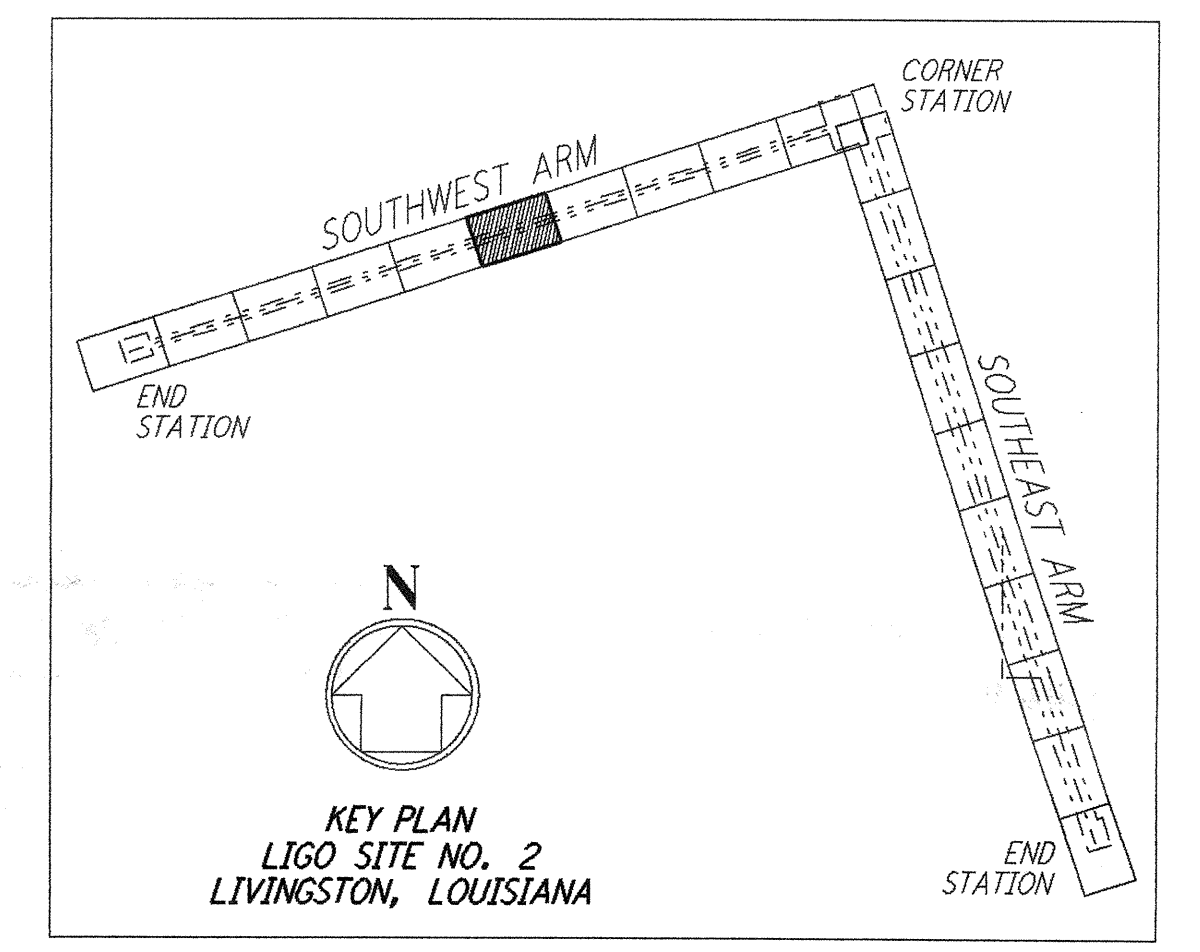 CORNER
STATION
SOUTHWEST ARM
END
STATION
SOUTHEAST ARM
N
KEY PLAN
LIGO SITE NO. 2
LIVINGSTON, LOUISIANA
END
STATION